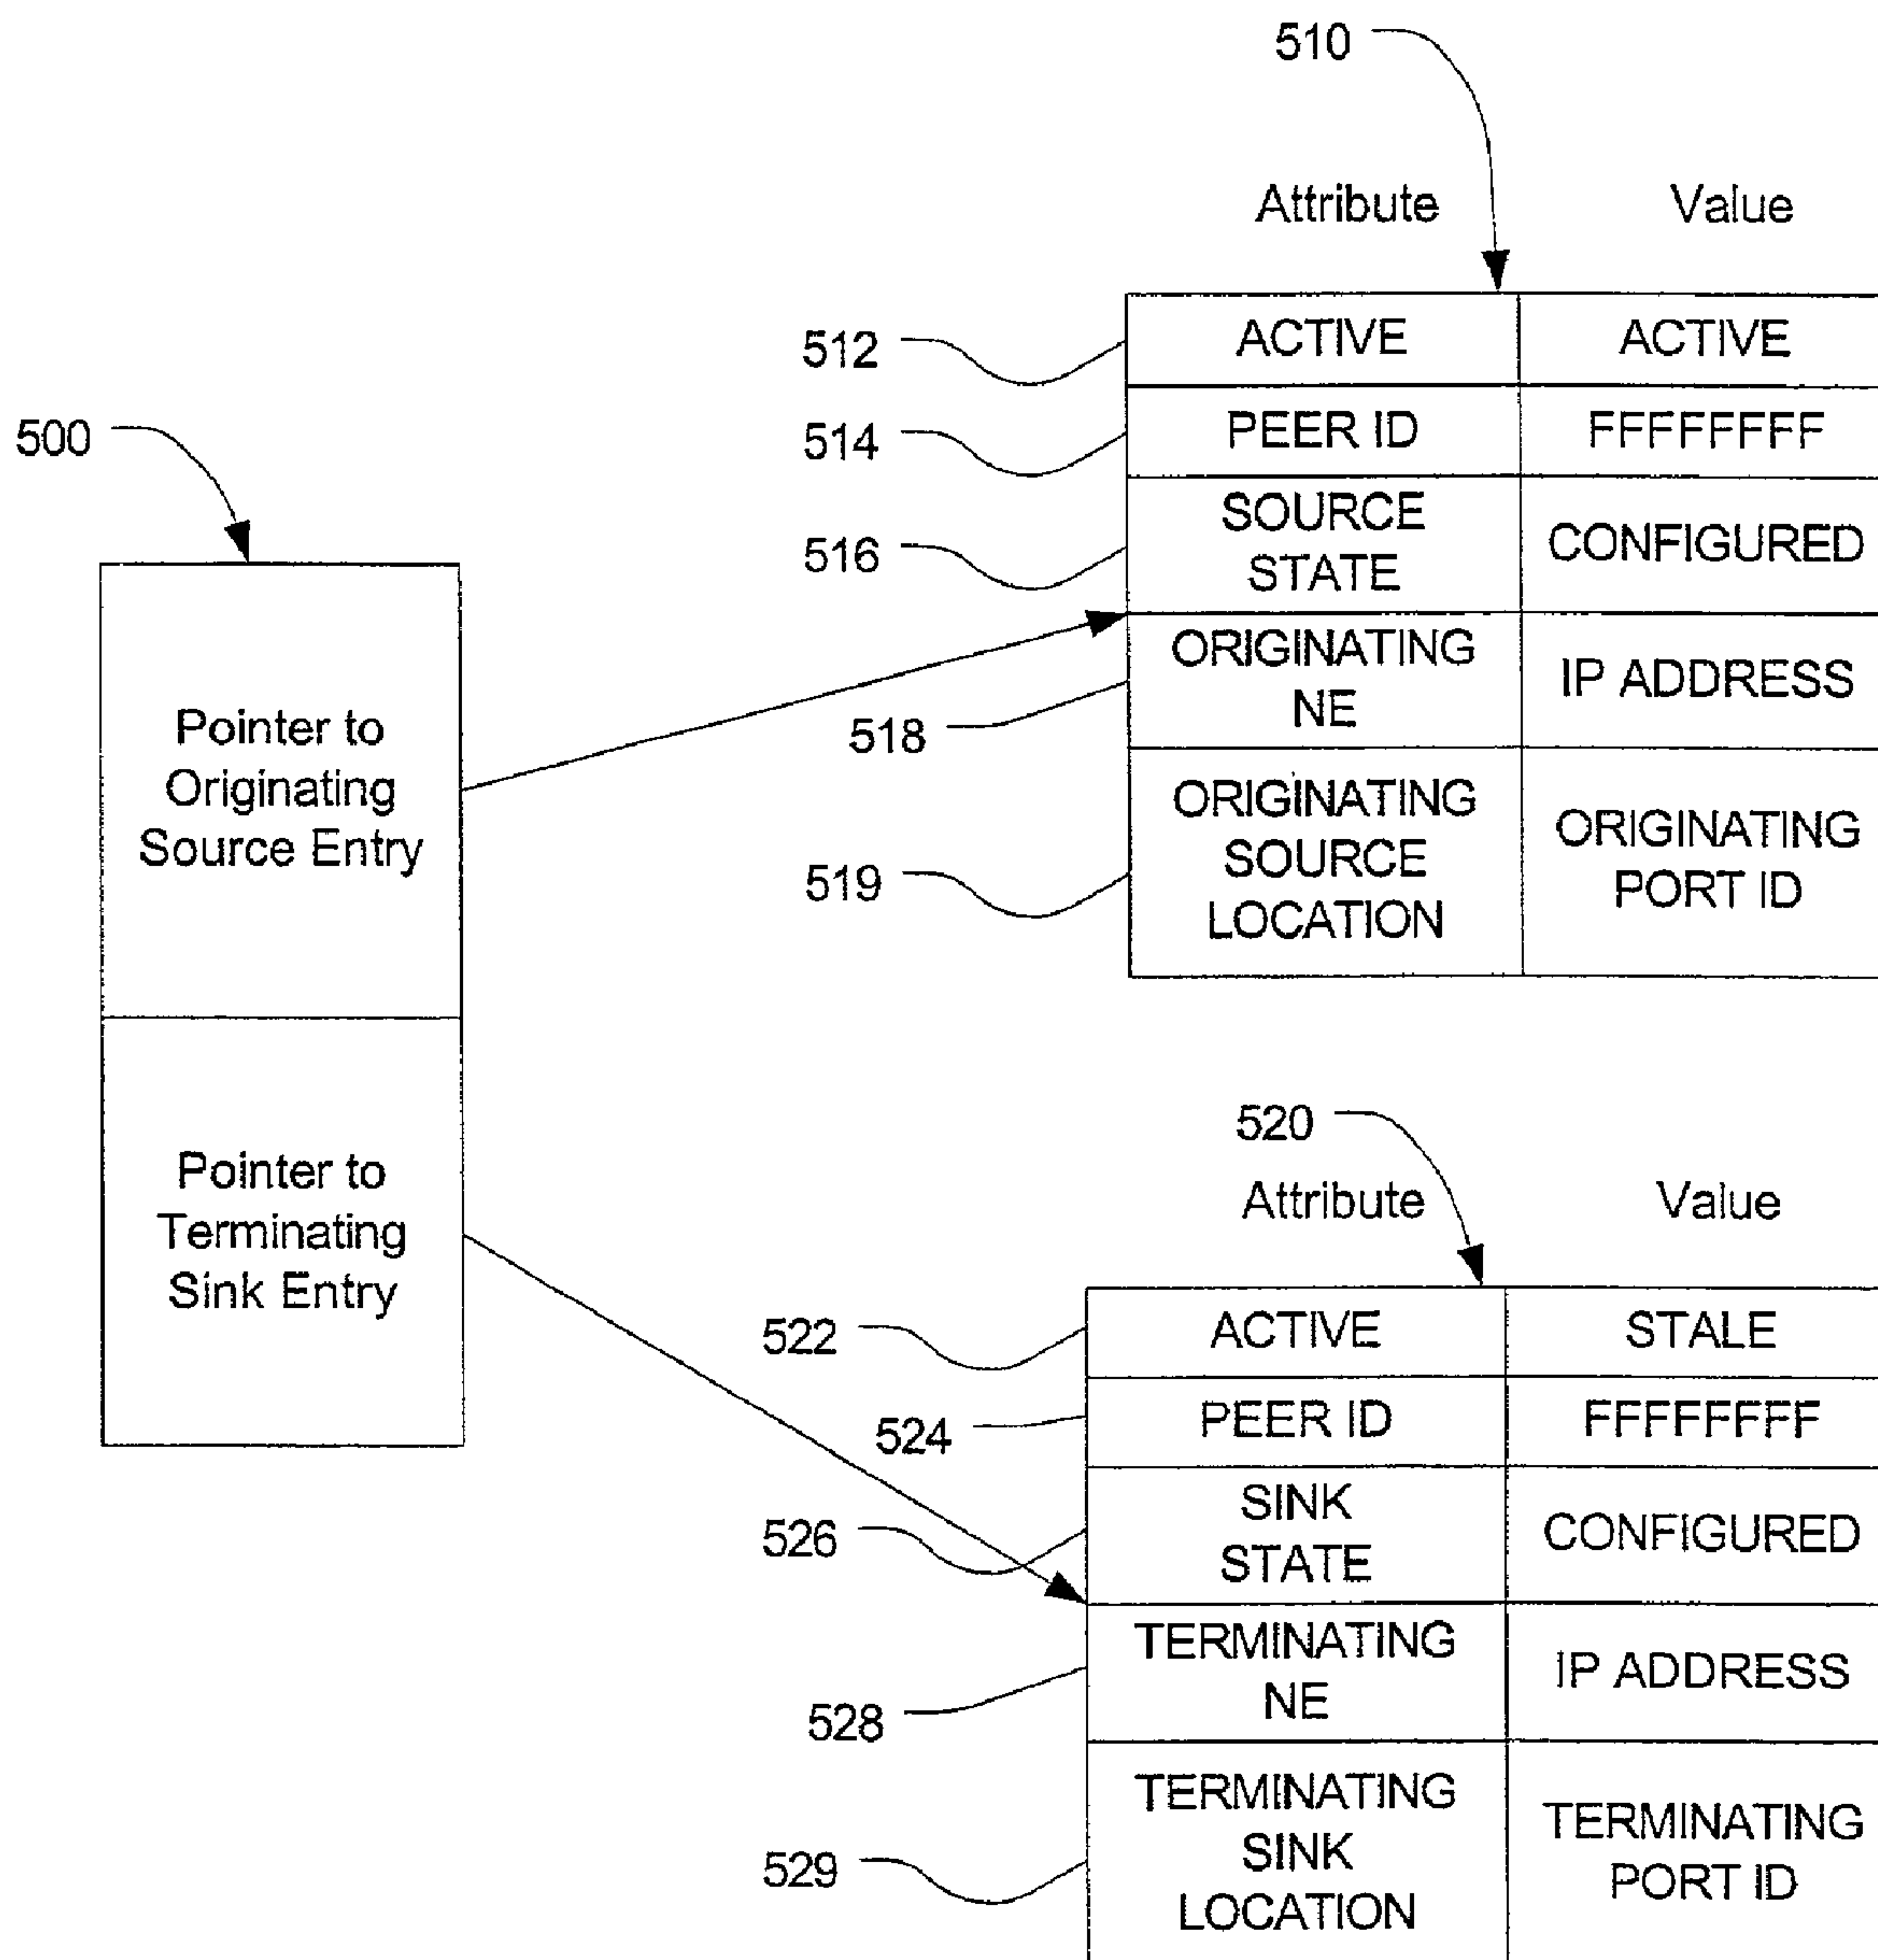 510
Attribute Value
512 ACTIVE ACTIVE
500
514 PEER ID FFFFFFFF
516 SOURCE
STATE CONFIGURED
518 ORIGINATING
NE IP ADDRESS
519 ORIGINATING
SOURCE
LOCATION ORIGINATING
PORT ID
Pointer to
Originating
Source Entry
Pointer to
Terminating
Sink Entry
520
Attribute Value
522 ACTIVE STALE
524 PEER ID FFFFFFFF
526 SINK
STATE CONFIGURED
528 TERMINATING
NE IP ADDRESS
529 TERMINATING
SINK
LOCATION TERMINATING
PORT ID